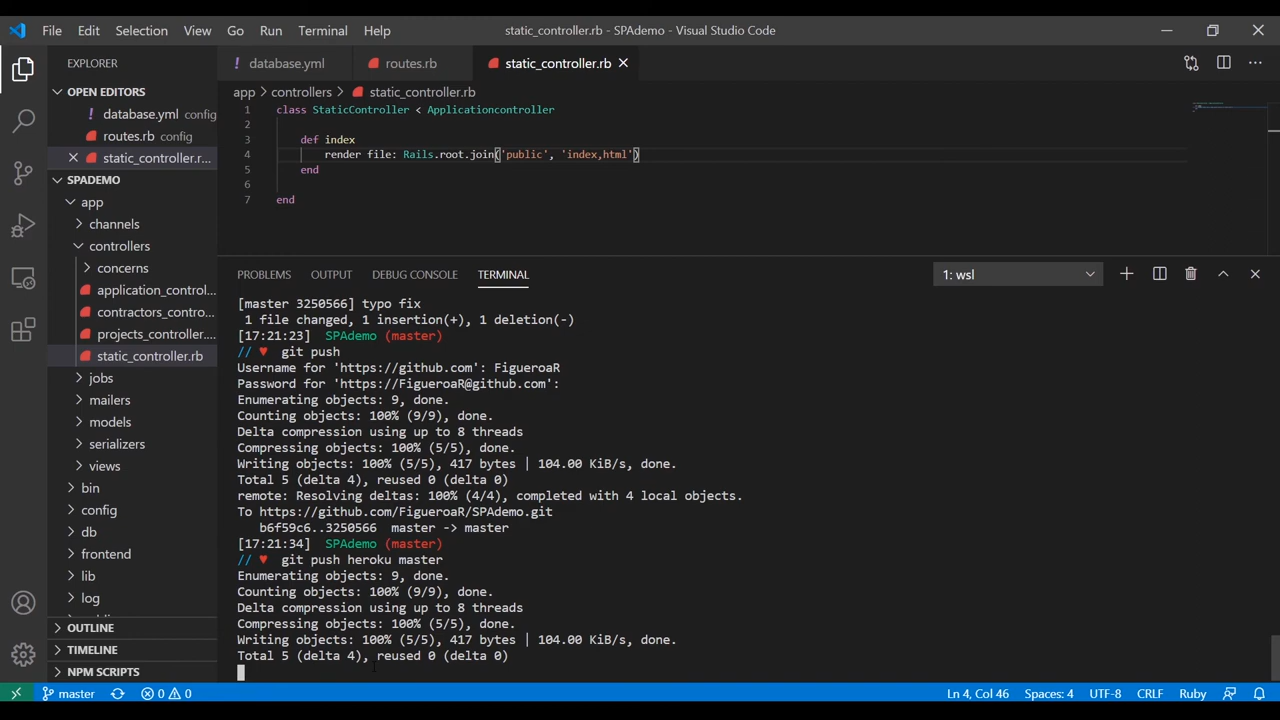 File Edit Selection View Go Run Terminal Help static_controller.rb - SPAdemo - Visual Studio Code
EXPLORER
OPEN EDITORS
database.yml config
routes.rb config
static_controller.r...
SPADEMO
app
channels
controllers
concerns
application_control...
contractors_contro...
projects_controller....
static_controller.rb
jobs
mailers
models
serializers
views
bin
config
db
frontend
lib
log
OUTLINE
TIMELINE
NPM SCRIPTS
database.yml routes.rb static_controller.rb
app > controllers > static_controller.rb
1 class StaticController < Applicationcontroller
2
3 def index
4 render file: Rails.root.join('public', 'index,html')
5 end
6
7 end
PROBLEMS OUTPUT DEBUG CONSOLE TERMINAL 1: wsl
[master 3250566] typo fix
1 file changed, 1 insertion(+), 1 deletion(-)
[17:21:23] SPAdemo (master)
// ♥ git push
Username for 'https://github.com': FigueroaR
Password for 'https://FigueroaR@github.com':
Enumerating objects: 9, done.
Counting objects: 100% (9/9), done.
Delta compression using up to 8 threads
Compressing objects: 100% (5/5), done.
Writing objects: 100% (5/5), 417 bytes | 104.00 KiB/s, done.
Total 5 (delta 4), reused 0 (delta 0)
remote: Resolving deltas: 100% (4/4), completed with 4 local objects.
To https://github.com/FigueroaR/SPAdemo.git
b6f59c6..3250566 master -> master
[17:21:34] SPAdemo (master)
// ♥ git push heroku master
Enumerating objects: 9, done.
Counting objects: 100% (9/9), done.
Delta compression using up to 8 threads
Compressing objects: 100% (5/5), done.
Writing objects: 100% (5/5), 417 bytes | 104.00 KiB/s, done.
Total 5 (delta 4), reused 0 (delta 0)
master 0 0 Ln 4, Col 46 Spaces: 4 UTF-8 CRLF Ruby